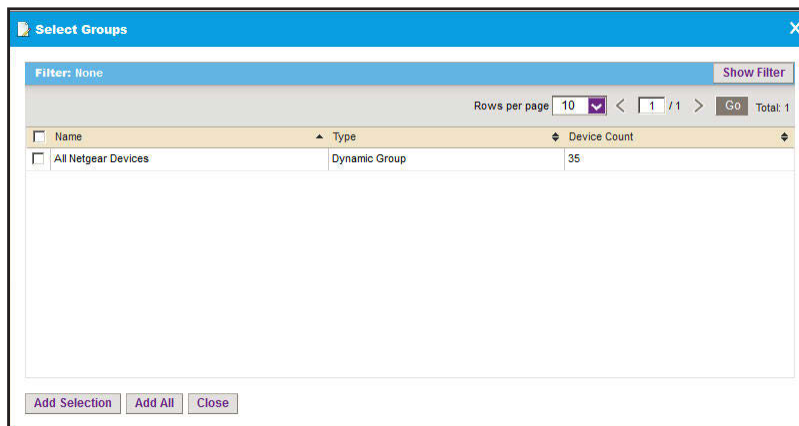 Select Groups X
Filter: None Show Filter
Rows per page 10 < 1 / 1 > Go Total: 1
Name Type Device Count
All Netgear Devices Dynamic Group 35
Add Selection Add All Close